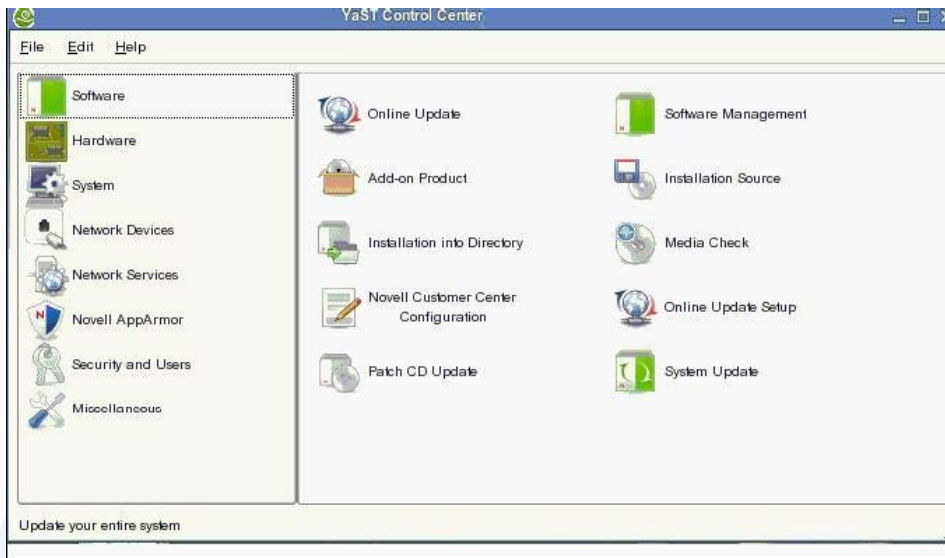 YaST Control Center
File Edit Help
Software
Hardware
System
Network Devices
Network Services
Novell AppArmor
Security and Users
Miscellaneous
Online Update
Software Management
Add-on Product
Installation Source
Installation into Directory
Media Check
Novell Customer Center
Configuration
Online Update Setup
Patch CD Update
System Update
Update your entire system